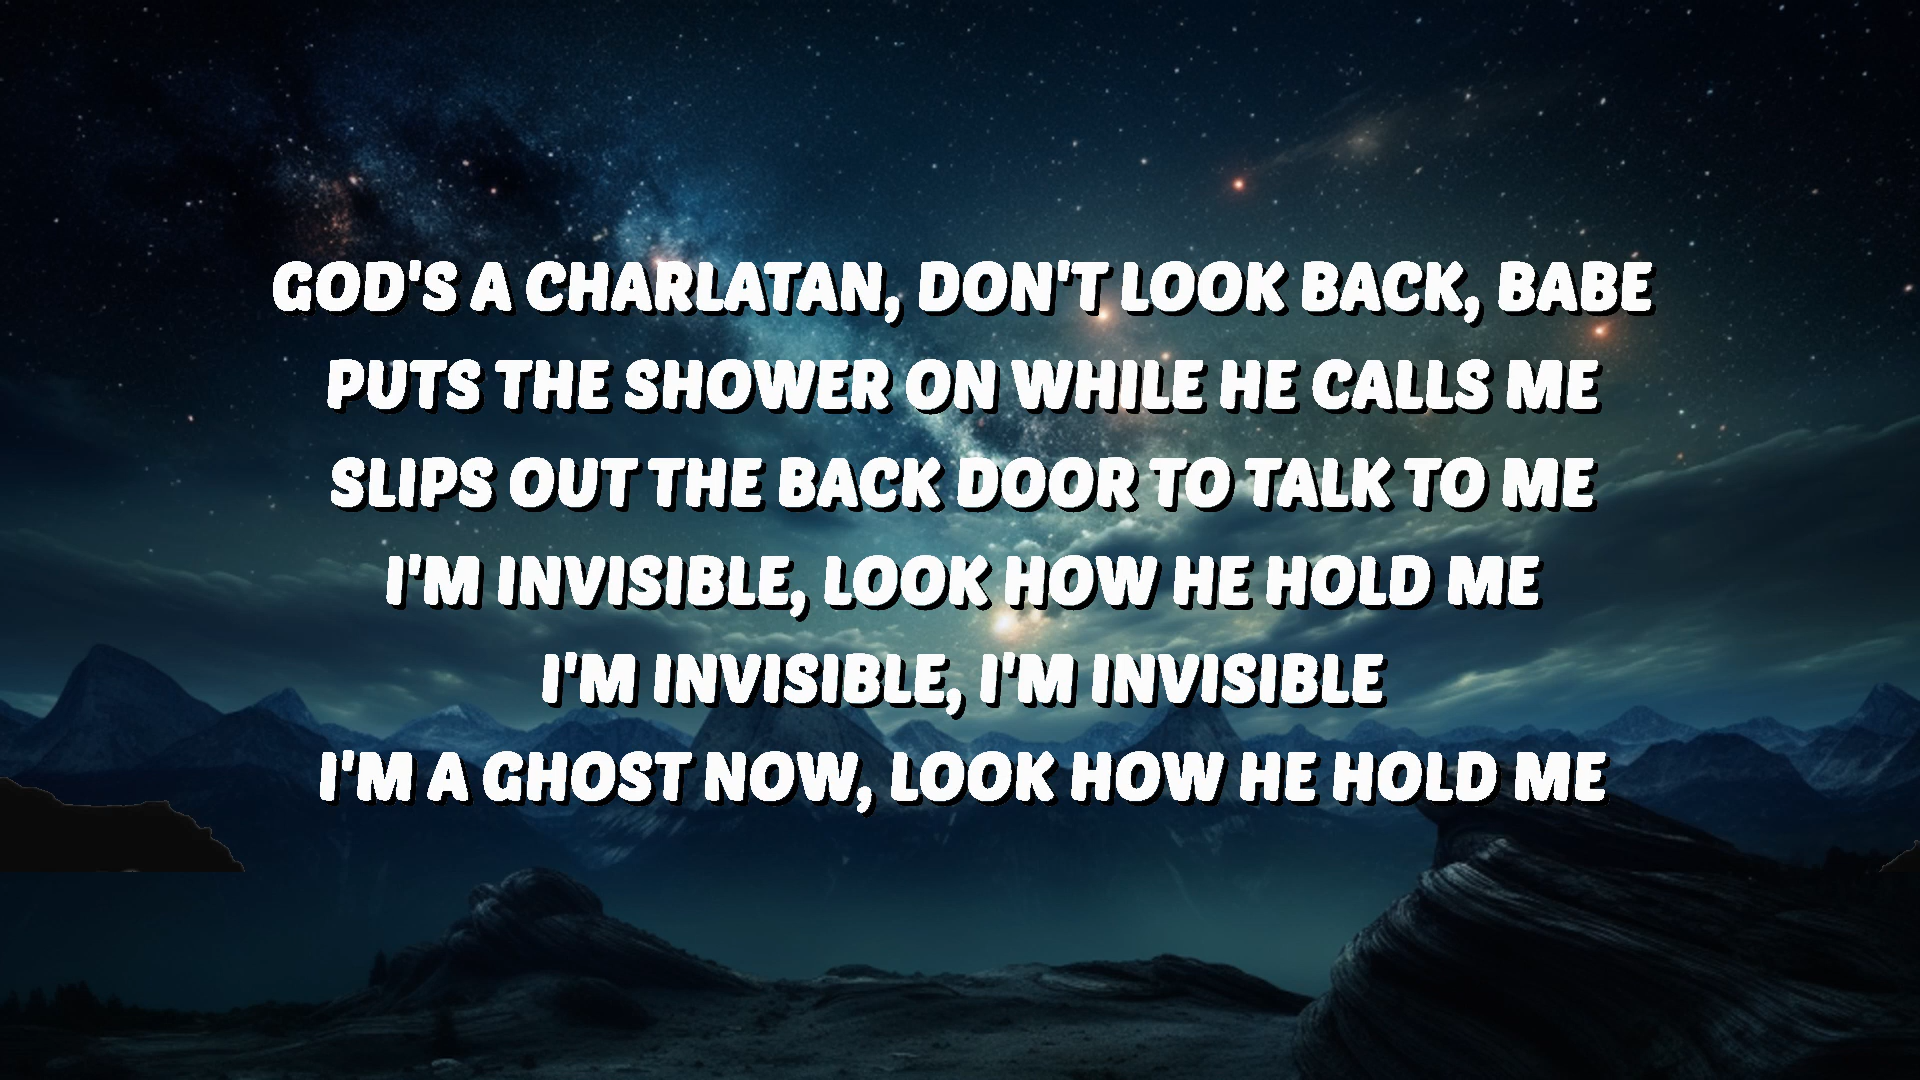 GOD'S A CHARLATAN, DON'T LOOK BACK, BABE
PUTS THE SHOWER ON WHILE HE CALLS ME
SLIPS OUT THE BACK DOOR TO TALK TO ME
I'M INVISIBLE, LOOK HOW HE HOLD ME
I'M INVISIBLE, I'M INVISIBLE
I'M A GHOST NOW, LOOK HOW HE HOLD ME